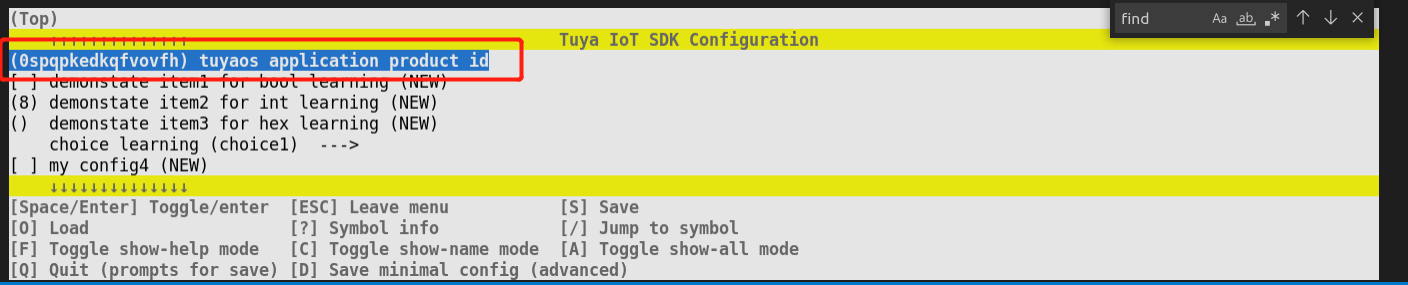 (Top)
find Aa ab .*
↑↑↑↑↑↑↑↑↑↑↑↑↑↑ Tuya IoT SDK Configuration
(0spqpkedkqfvovfh) tuyaos application product id
[ ] demonstate item1 for bool learning (NEW)
(8) demonstate item2 for int learning (NEW)
() demonstate item3 for hex learning (NEW)
choice learning (choice1) --->
[ ] my config4 (NEW)
↓↓↓↓↓↓↓↓↓↓↓↓↓↓
[Space/Enter] Toggle/enter [ESC] Leave menu [S] Save
[O] Load [?] Symbol info [/] Jump to symbol
[F] Toggle show-help mode [C] Toggle show-name mode [A] Toggle show-all mode
[Q] Quit (prompts for save) [D] Save minimal config (advanced)